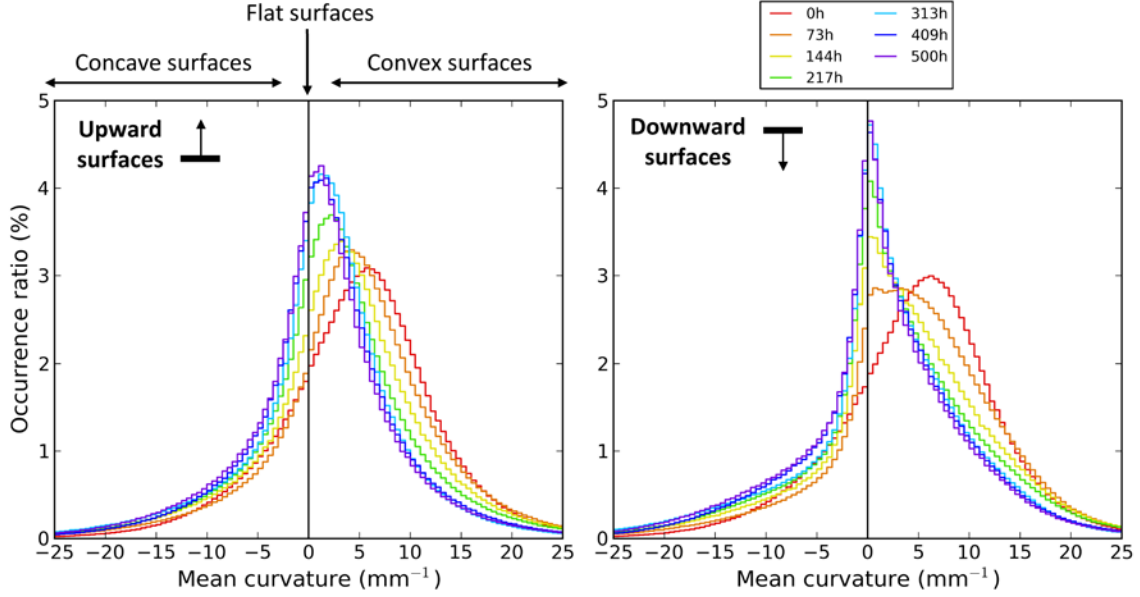 Flat surfaces
Concave surfaces
Convex surfaces
0h
73h
144h
217h
313h
409h
500h
Upward
surfaces
Downward
surfaces
Occurrence ratio (%)
5
4
3
2
1
0
−25 −20 −15 −10 −5 0 5 10 15 20 25
Mean curvature (mm⁻¹)
5
4
3
2
1
0
−25 −20 −15 −10 −5 0 5 10 15 20 25
Mean curvature (mm⁻¹)